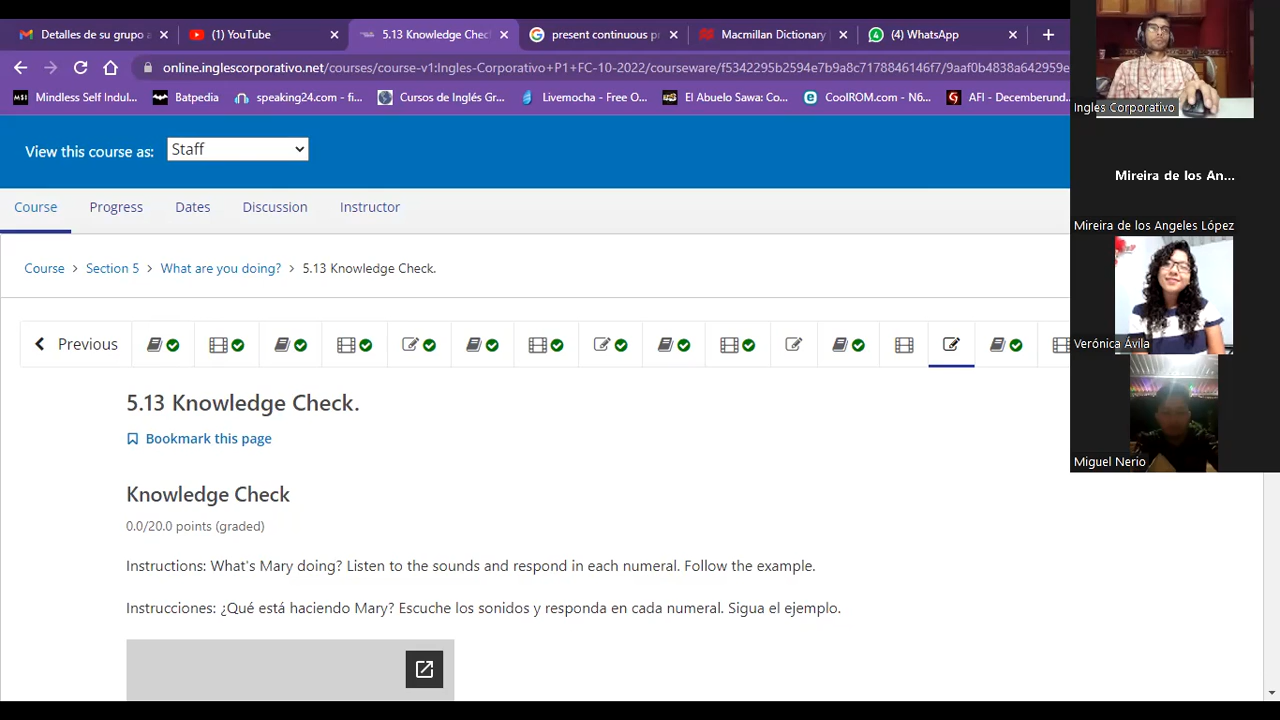 Detalles de su grupo a
(1) YouTube
5.13 Knowledge Chec
present continuous pr
Macmillan Dictionary
(4) WhatsApp
online.inglescorporativo.net/courses/course-v1:Ingles-Corporativo+P1+FC-10-2022/courseware/f5342295b2594e7b9a8c7178846146f7/9aaf0b4838a642959e
Mindless Self Indul...
Batpedia
speaking24.com - fi...
Cursos de Inglés Gr...
Livemocha - Free O...
El Abuelo Sawa: Co...
CoolROM.com - N6...
AFI - Decemberund...
Ingles Corporativo
View this course as:
Staff
Mireira de los An...
Mireira de los Angeles López
Course
Progress
Dates
Discussion
Instructor
Course > Section 5 > What are you doing? > 5.13 Knowledge Check.
Previous
Verónica Ávila
5.13 Knowledge Check.
Bookmark this page
Miguel Nerio
Knowledge Check
0.0/20.0 points (graded)
Instructions: What's Mary doing? Listen to the sounds and respond in each numeral. Follow the example.
Instrucciones: ¿Qué está haciendo Mary? Escuche los sonidos y responda en cada numeral. Sigua el ejemplo.